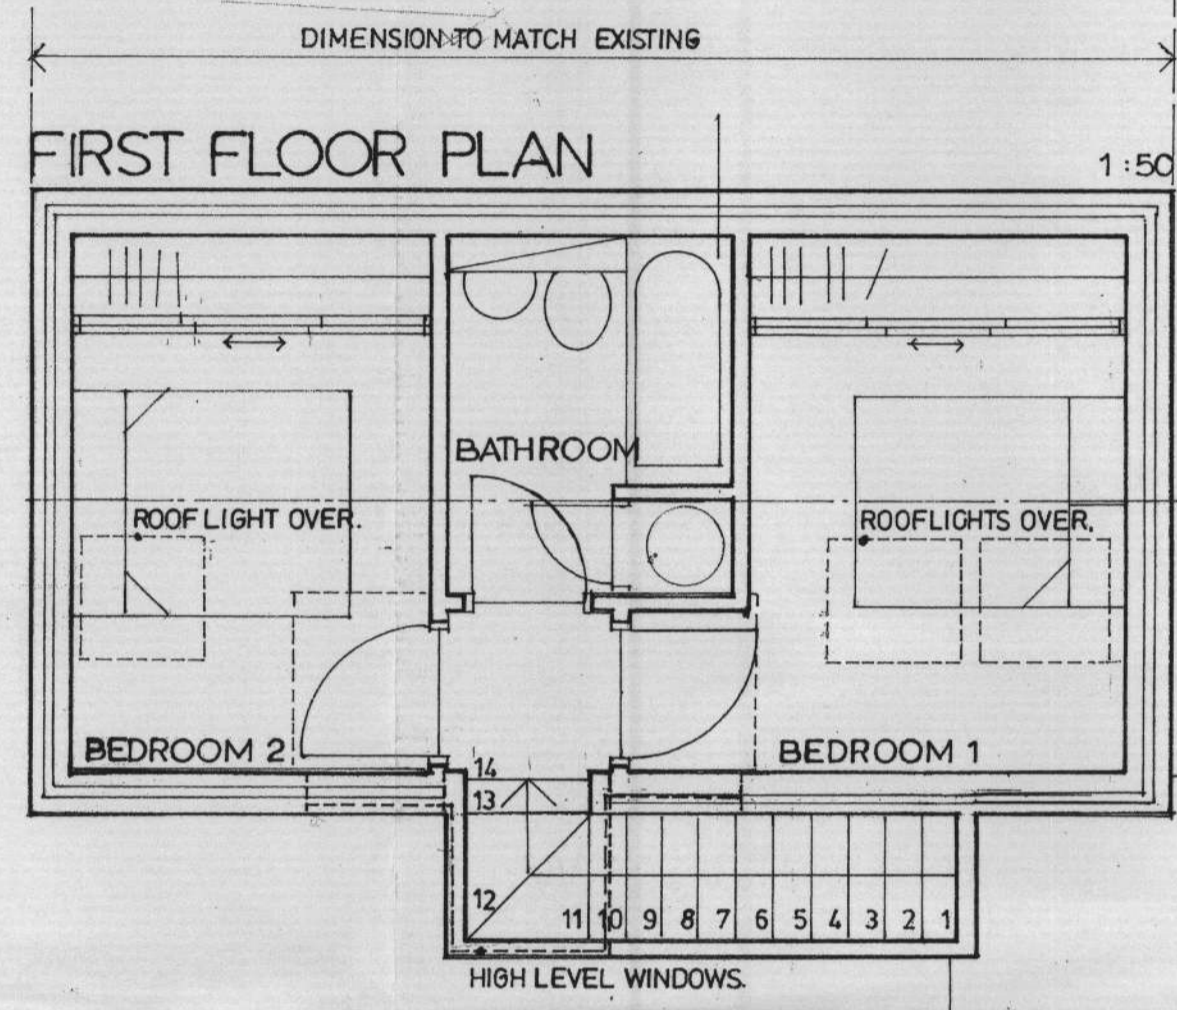 DIMENSION TO MATCH EXISTING
FIRST FLOOR PLAN
1:50
BATHROOM
ROOF LIGHT OVER.
ROOFLIGHTS OVER.
BEDROOM 2
BEDROOM 1
14
13
12
11 10 9 8 7 6 5 4 3 2 1
HIGH LEVEL WINDOWS.